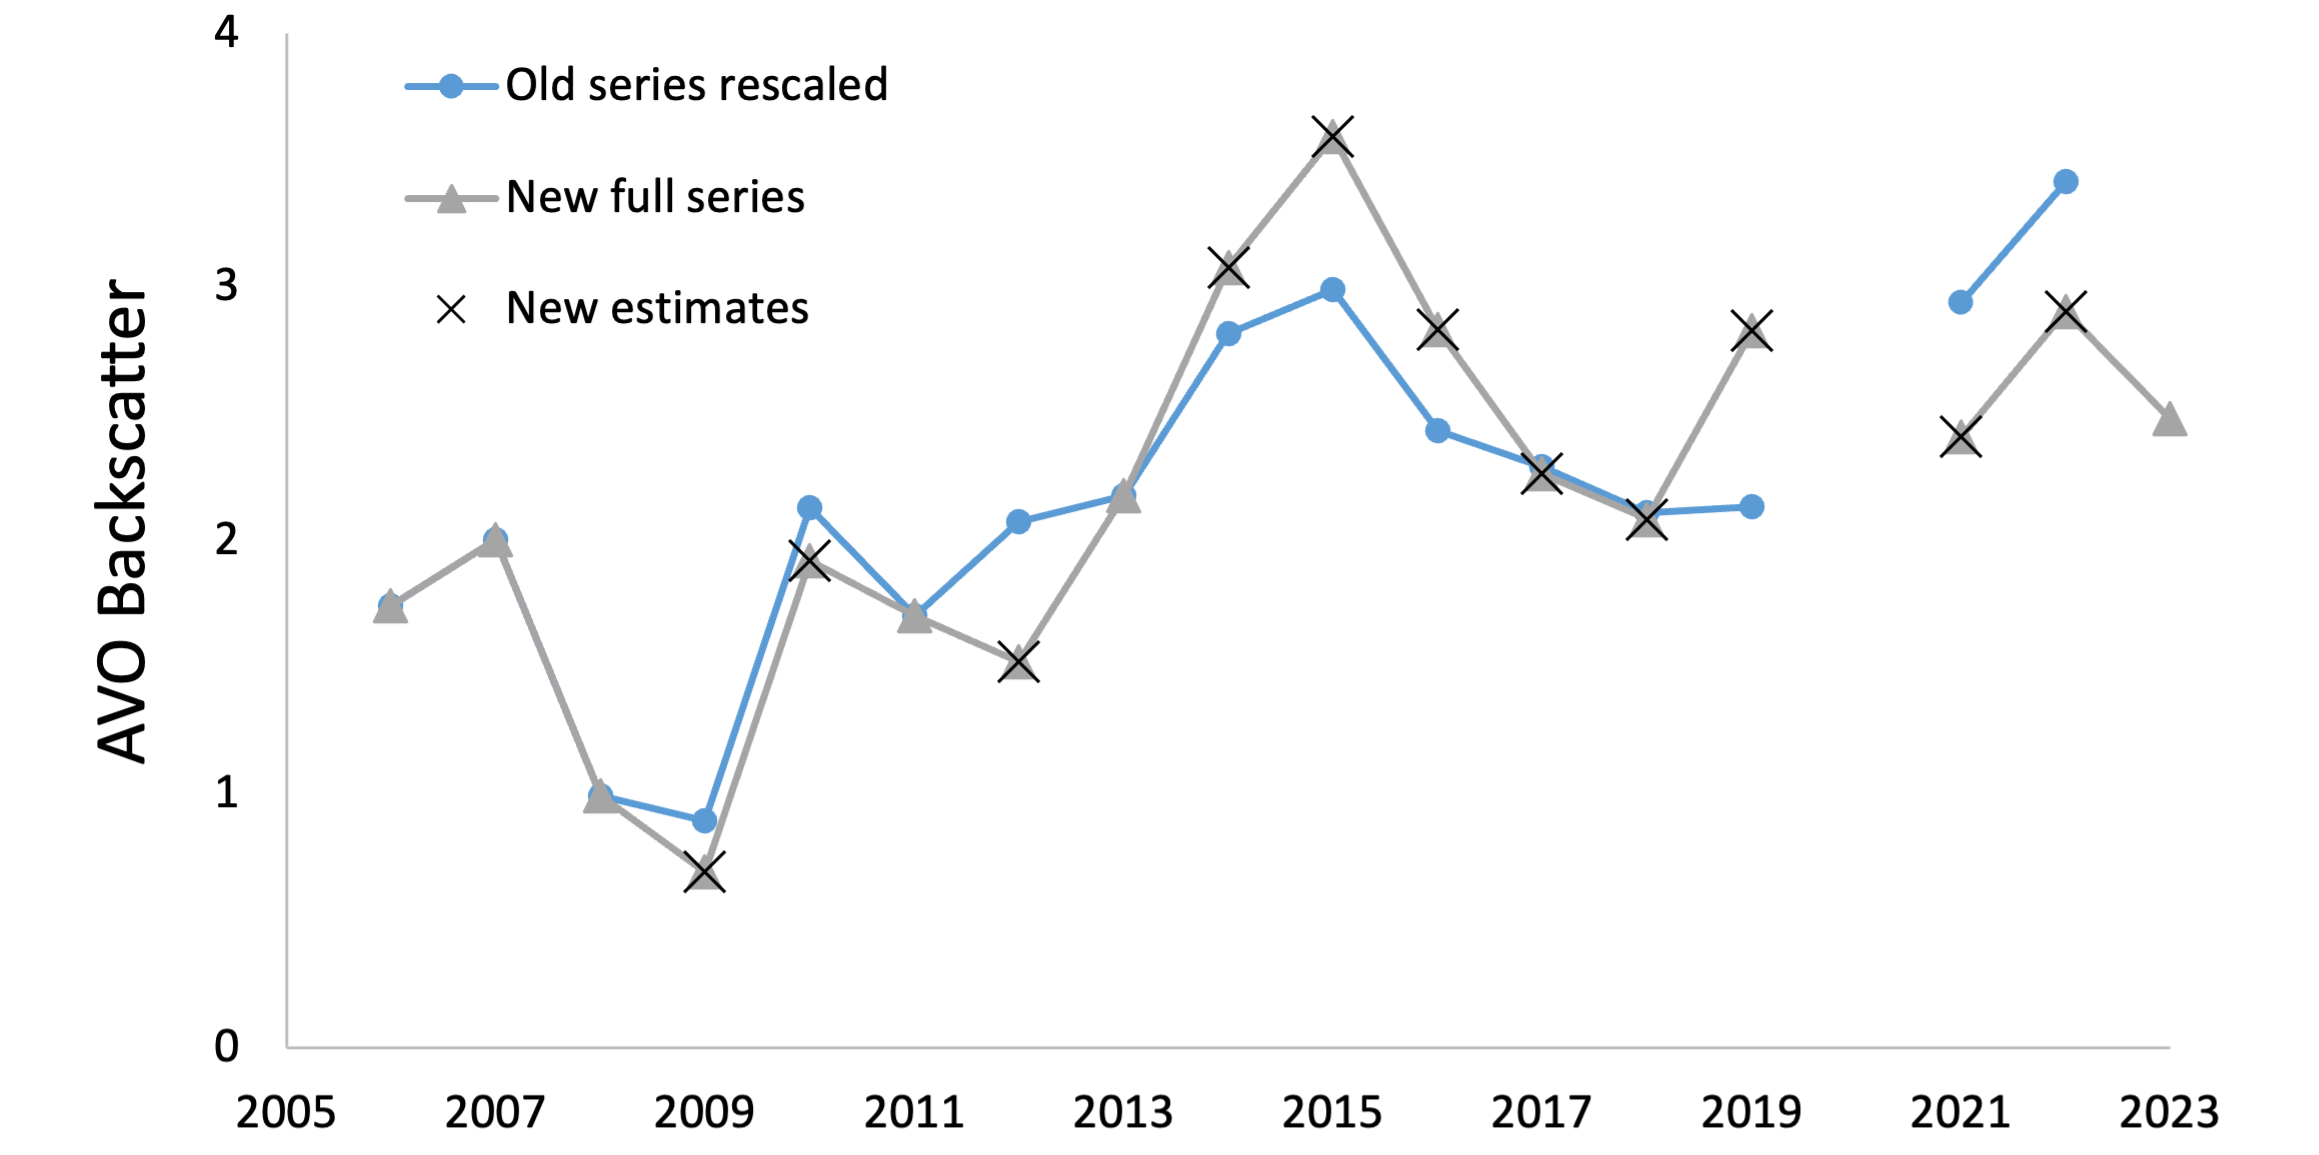 4
3
2
1
0
AVO Backscatter
Old series rescaled
New full series
New estimates
2005 2007 2009 2011 2013 2015 2017 2019 2021 2023